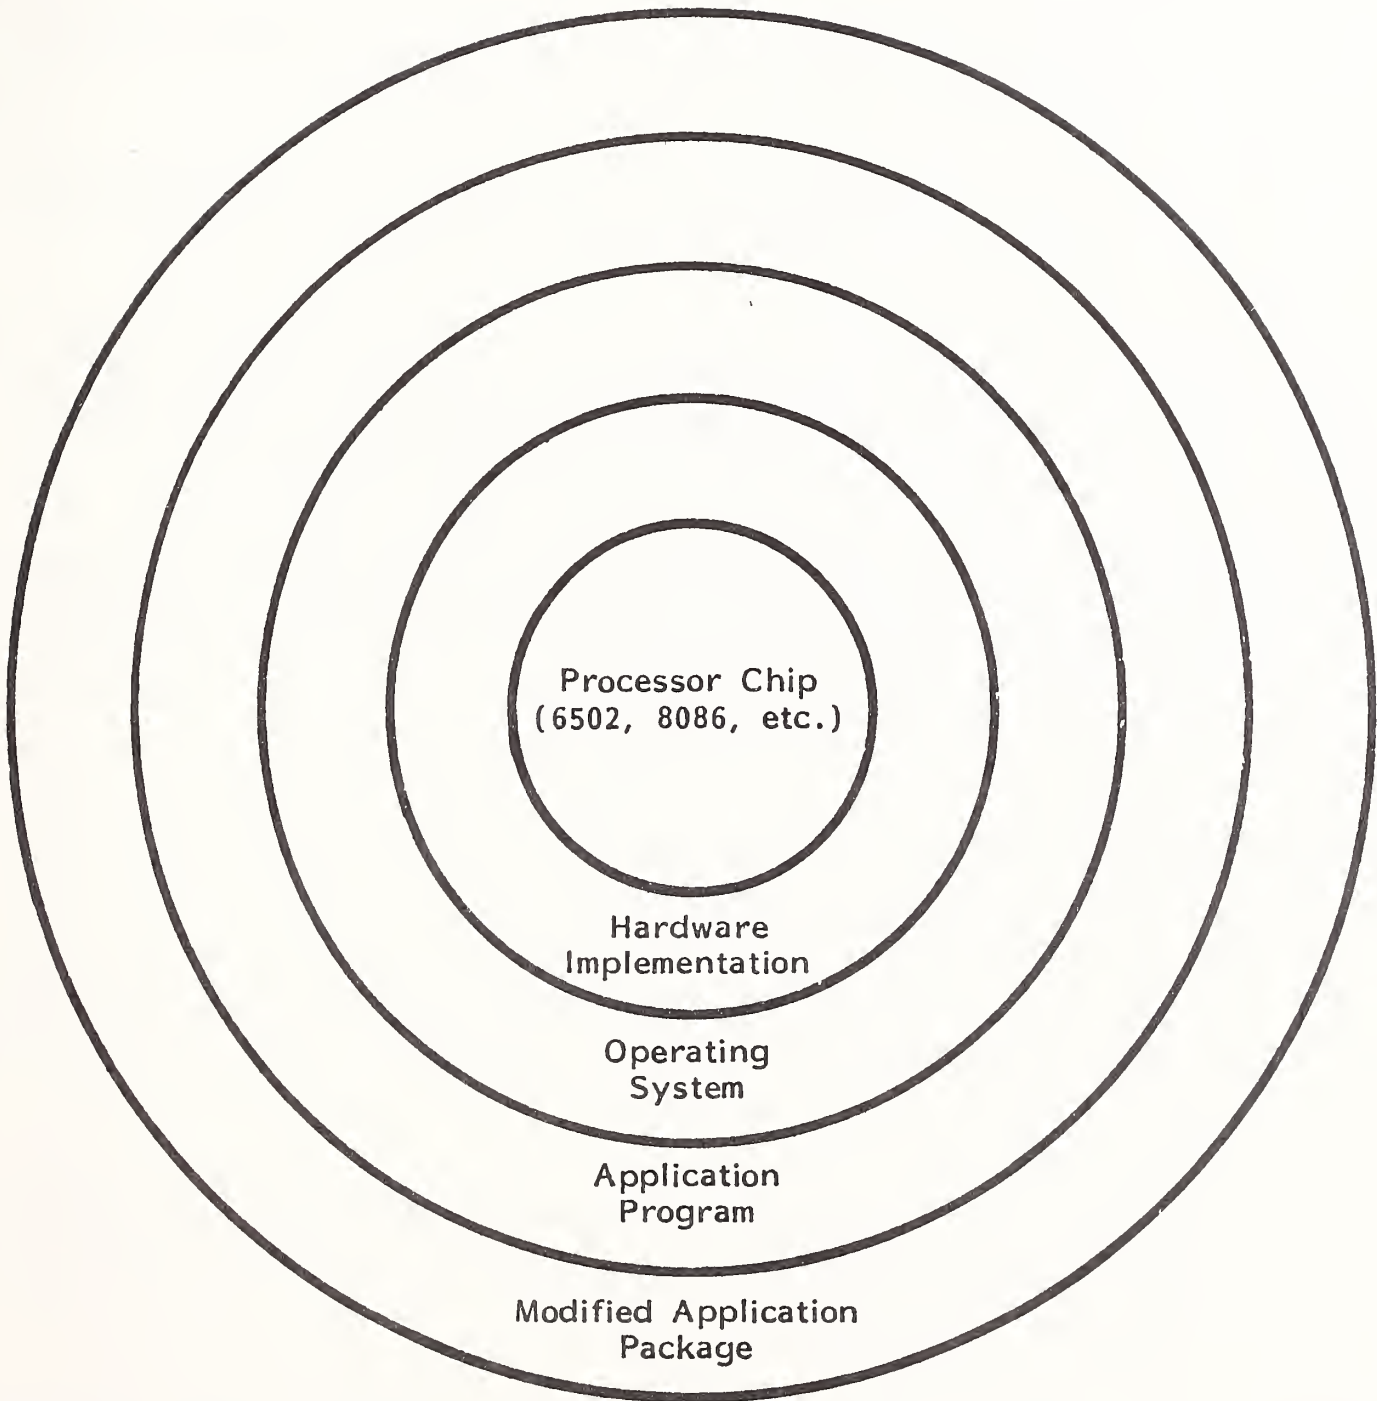 Processor Chip
(6502, 8086, etc.)
Hardware
Implementation
Operating
System
Application
Program
Modified Application
Package